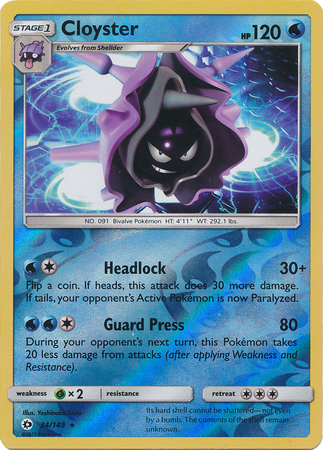 STAGE 1
Cloyster
HP 120
Evolves from Shellder
NO. 091 Bivalve Pokémon HT: 4'11" WT: 292.1 lbs.
Headlock 30+
Flip a coin. If heads, this attack does 30 more damage.
If tails, your opponent's Active Pokémon is now Paralyzed.
Guard Press 80
During your opponent's next turn, this Pokémon takes
20 less damage from attacks (after applying Weakness and
Resistance).
weakness × 2 resistance retreat
Illus. Yoshinobu Saito
34/149 ★
Its hard shell cannot be shattered—not even
by a bombs. The contents of the shell remain
unknown.